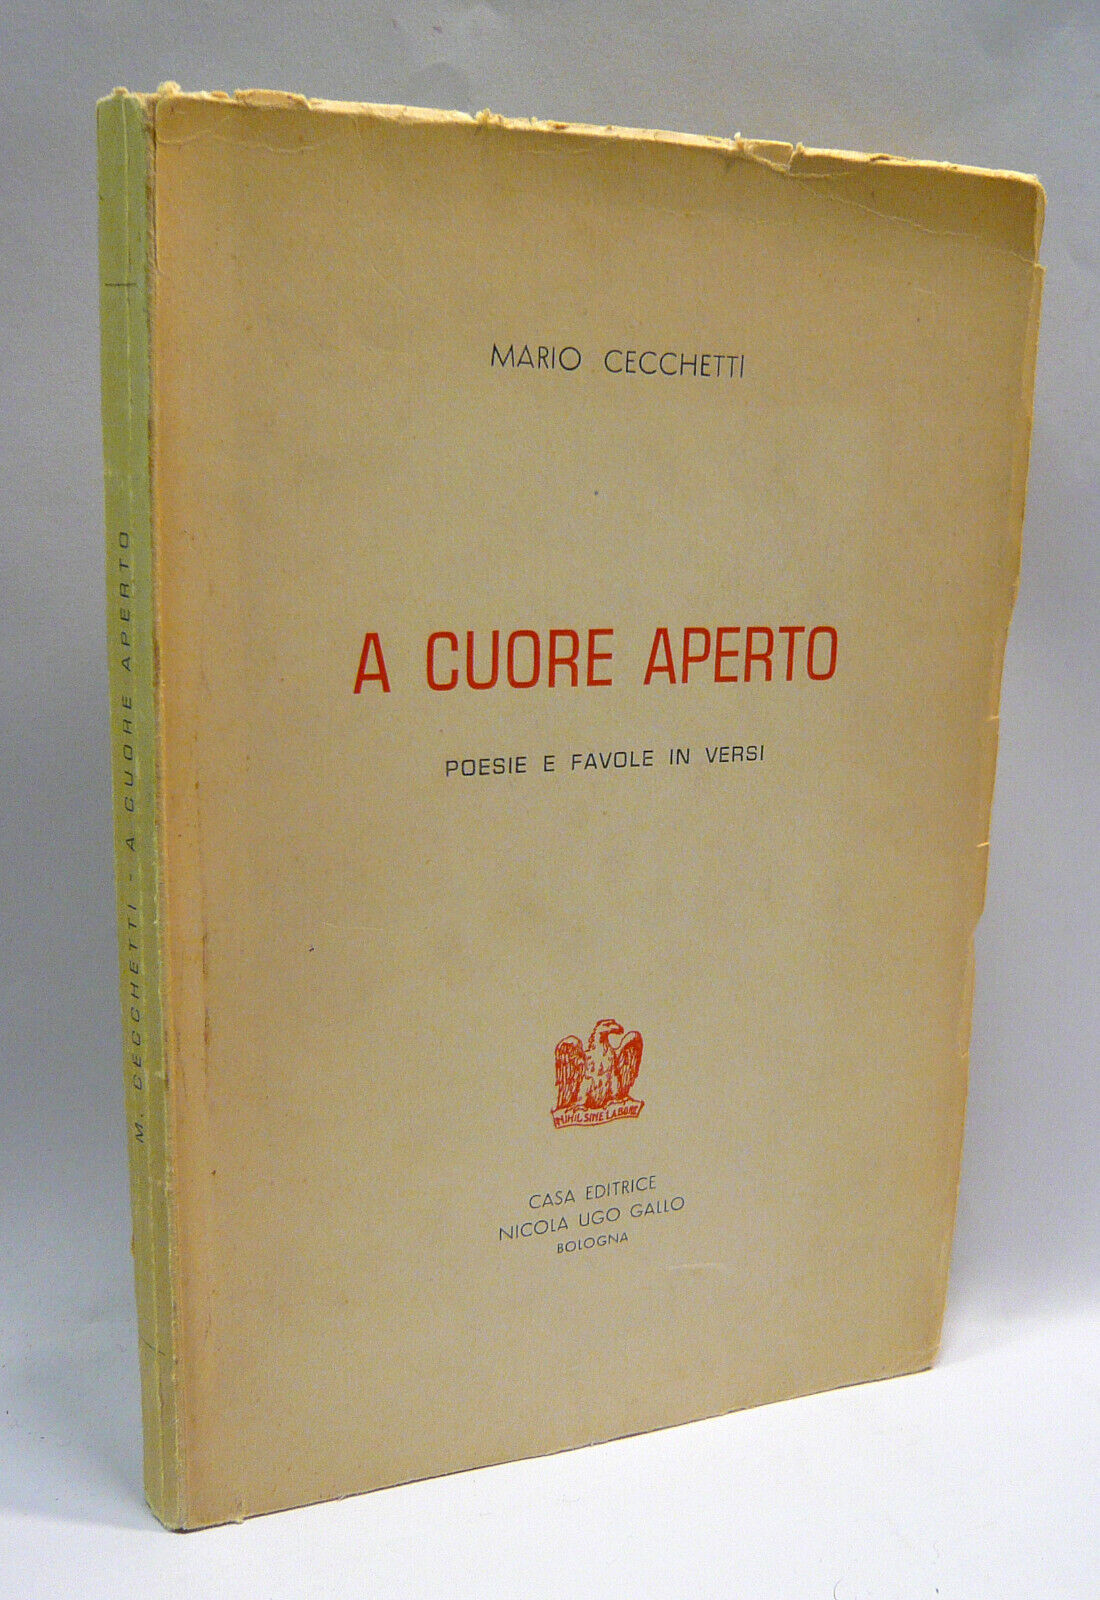 MARIO CECCHETTI
A CUORE APERTO
POESIE E FAVOLE IN VERSI
NIHIL SINE LABORE
CASA EDITRICE
NICOLA UGO GALLO
BOLOGNA
M. CECCHETTI - A CUORE APERTO